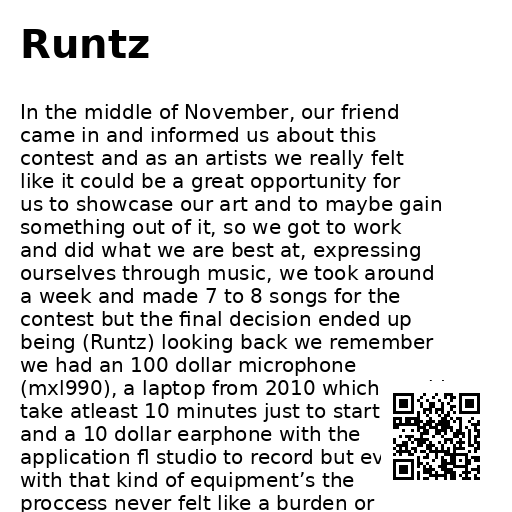 Runtz
In the middle of November, our friend
came in and informed us about this
contest and as an artists we really felt
like it could be a great opportunity for
us to showcase our art and to maybe gain
something out of it, so we got to work
and did what we are best at, expressing
ourselves through music, we took around
a week and made 7 to 8 songs for the
contest but the final decision ended up
being (Runtz) looking back we remember
we had an 100 dollar microphone
(mxl990), a laptop from 2010 which
take atleast 10 minutes just to start
and a 10 dollar earphone with the
application fl studio to record but
with that kind of equipment’s the
proccess never felt like a burden or